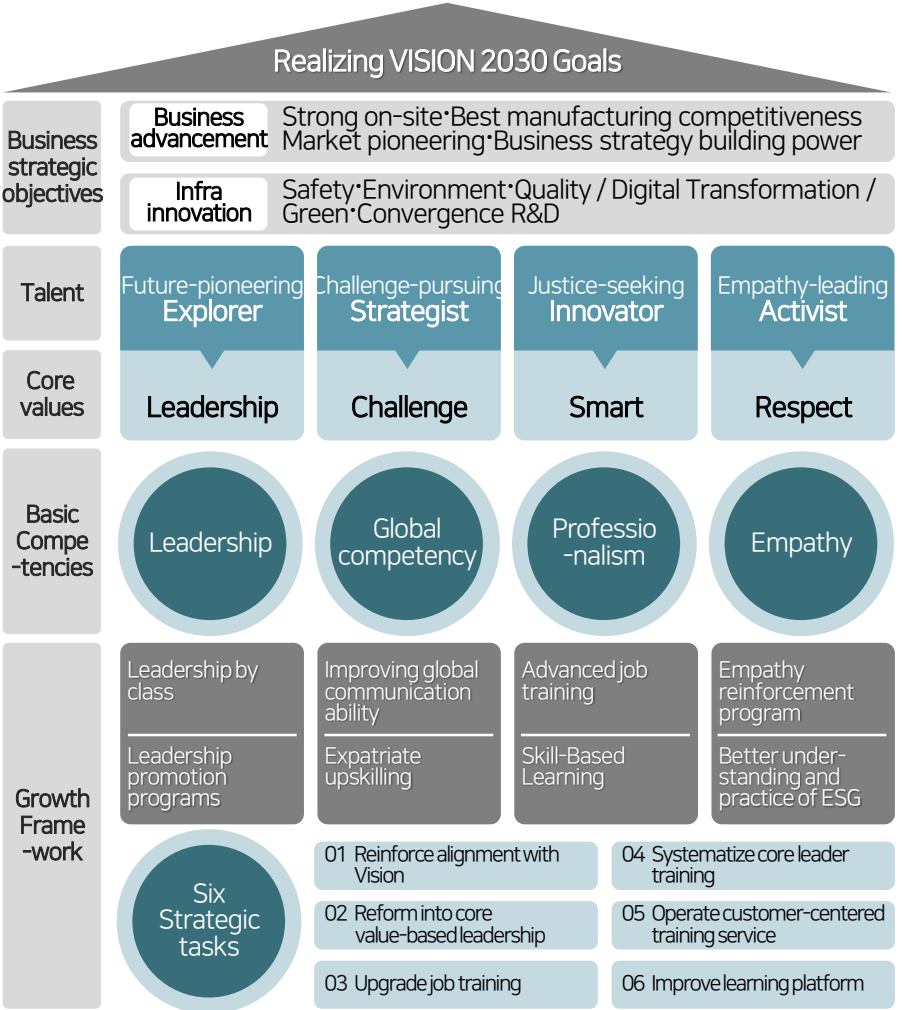 Realizing VISION 2030 Goals
Business
strategic
objectives
Business
advancement
Strong on-site·Best manufacturing competitiveness
Market pioneering·Business strategy building power
Infra
innovation
Safety·Environment·Quality / Digital Transformation /
Green·Convergence R&D
Talent
Future-pioneering
Explorer
Challenge-pursuing
Strategist
Justice-seeking
Innovator
Empathy-leading
Activist
Core
values
Leadership
Challenge
Smart
Respect
Basic
Compe
-tencies
Leadership
Global
competency
Professio
-nalism
Empathy
Growth
Frame
-work
Leadership by
class
Improving global
communication
ability
Advanced job
training
Empathy
reinforcement
program
Leadership
promotion
programs
Expatriate
upskilling
Skill-Based
Learning
Better under-
standing and
practice of ESG
Six
Strategic
tasks
01 Reinforce alignment with
Vision
02 Reform into core
value-based leadership
03 Upgrade job training
04 Systematize core leader
training
05 Operate customer-centered
training service
06 Improve learning platform